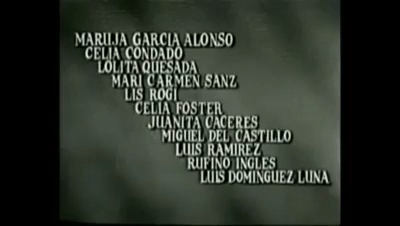 MARUJA GARCIA ALONSO
CELIA CONDADO
LOLITA QUESADA
MARI CARMEN SANZ
LIS ROGI
CELIA FOSTER
JUANITA CACERES
MIGUEL DEL CASTILLO
LUIS RAMIREZ
RUFINO INGLES
LUIS DOMINGUEZ LUNA